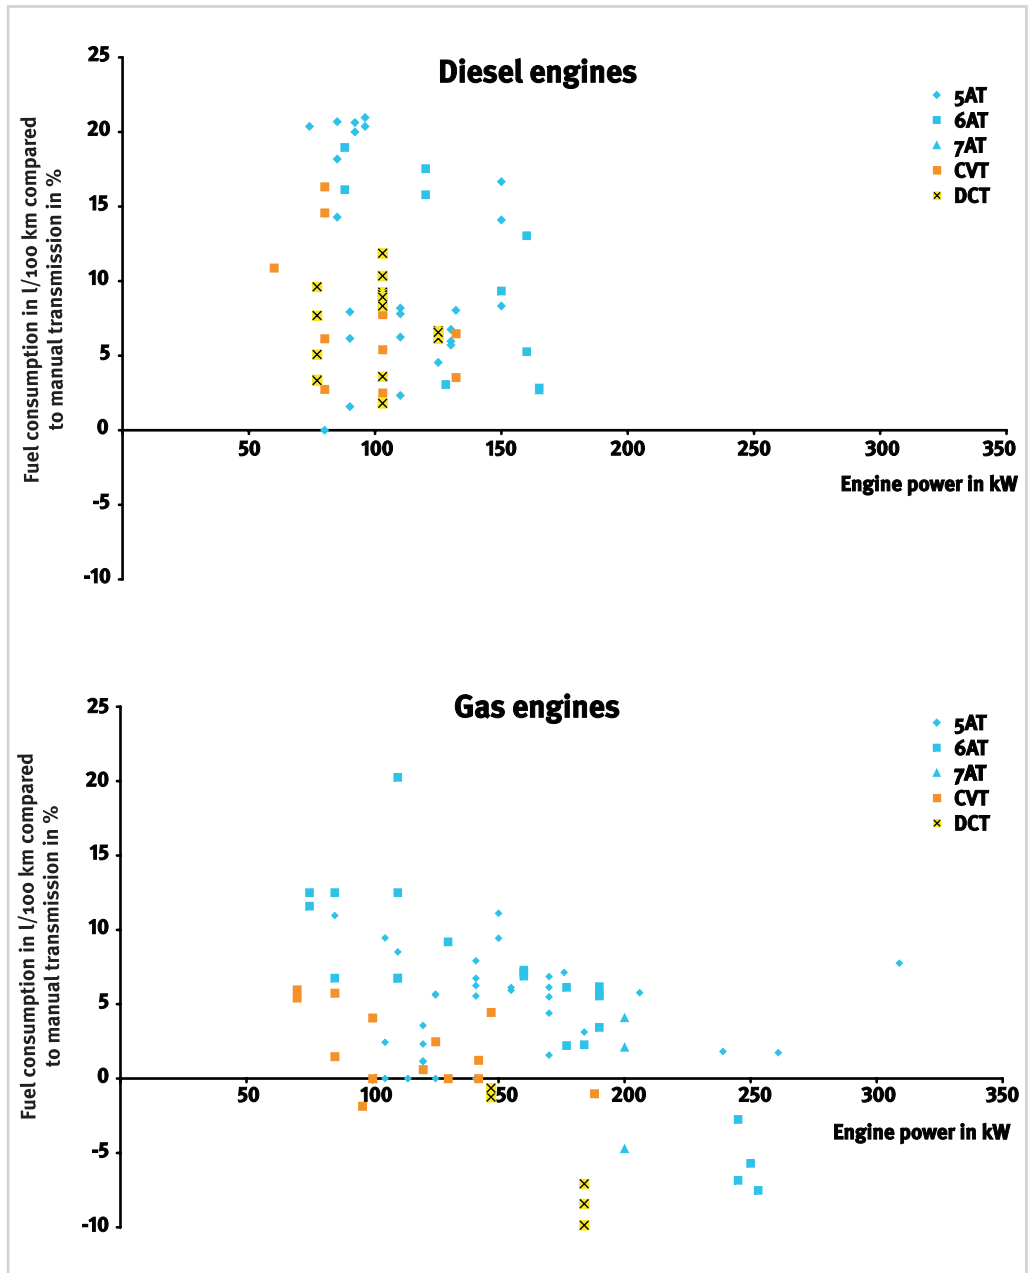 Diesel engines
Fuel consumption in l/100 km compared
to manual transmission in %
25
20
15
10
5
0
-5
-10
50
100
150
200
250
300
350
Engine power in kW
5AT
6AT
7AT
CVT
DCT
Gas engines
Fuel consumption in l/100 km compared
to manual transmission in %
25
20
15
10
5
0
-5
-10
50
100
150
200
250
300
350
Engine power in kW
5AT
6AT
7AT
CVT
DCT